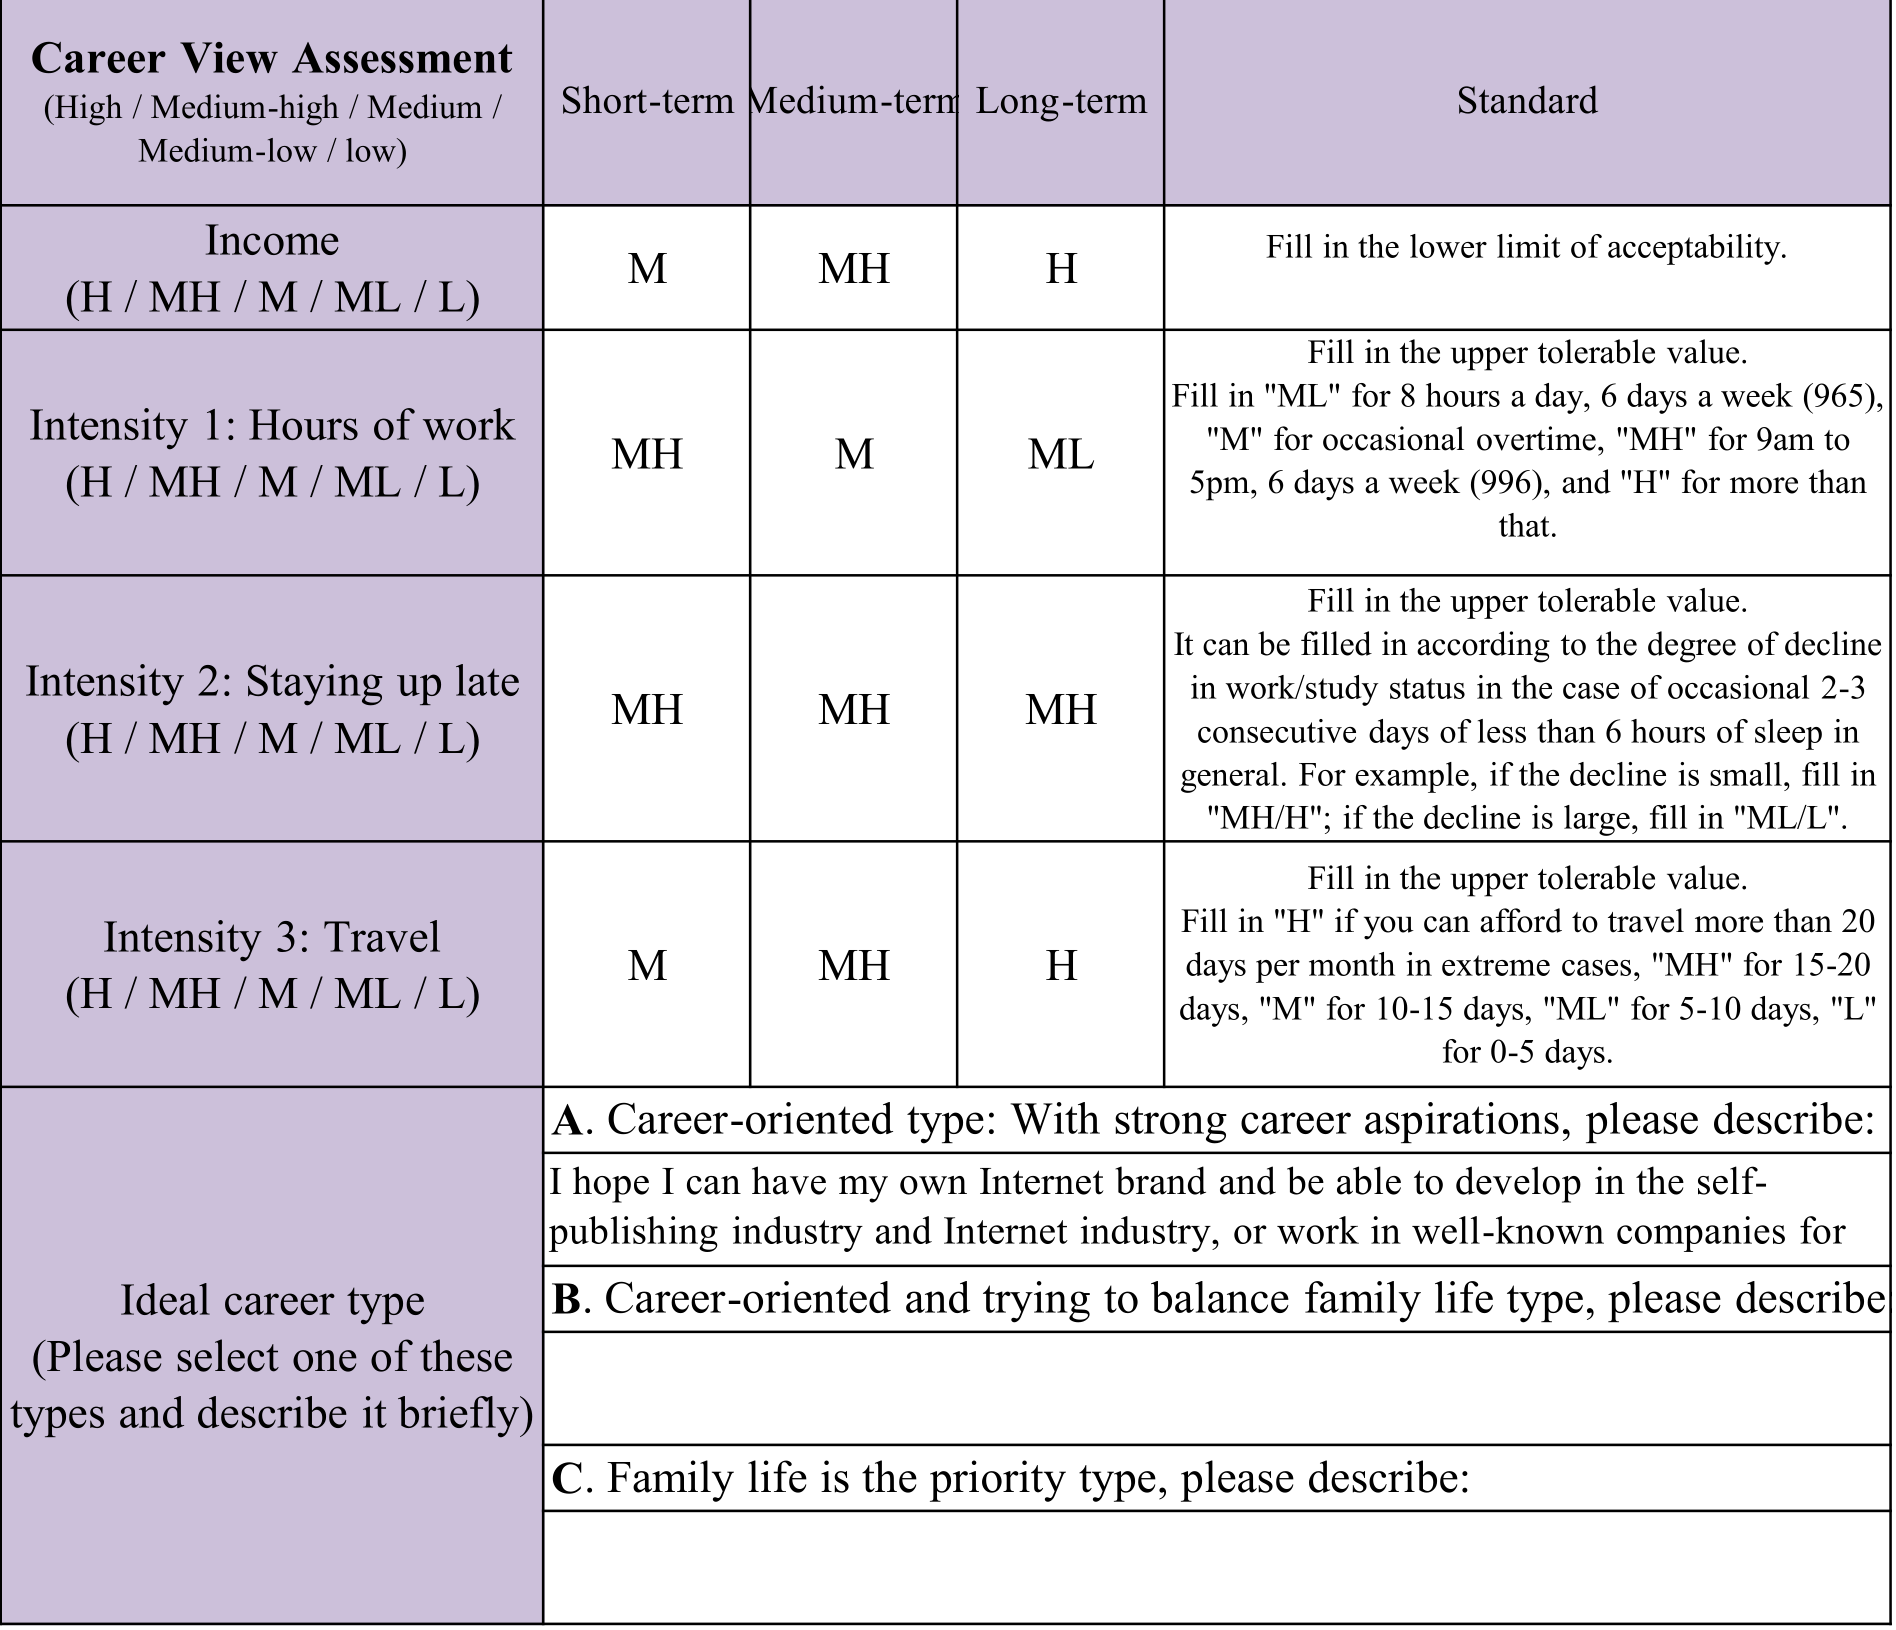 Career View Assessment
(High / Medium-high / Medium /
Medium-low / low)
Short-term
Medium-term
Long-term
Standard
Income
(H / MH / M / ML / L)
M
MH
H
Fill in the lower limit of acceptability.
Intensity 1: Hours of work
(H / MH / M / ML / L)
MH
M
ML
Fill in the upper tolerable value.
Fill in "ML" for 8 hours a day, 6 days a week (965),
"M" for occasional overtime, "MH" for 9am to
5pm, 6 days a week (996), and "H" for more than
that.
Intensity 2: Staying up late
(H / MH / M / ML / L)
MH
MH
MH
Fill in the upper tolerable value.
It can be filled in according to the degree of decline
in work/study status in the case of occasional 2-3
consecutive days of less than 6 hours of sleep in
general. For example, if the decline is small, fill in
"MH/H"; if the decline is large, fill in "ML/L".
Intensity 3: Travel
(H / MH / M / ML / L)
M
MH
H
Fill in the upper tolerable value.
Fill in "H" if you can afford to travel more than 20
days per month in extreme cases, "MH" for 15-20
days, "M" for 10-15 days, "ML" for 5-10 days, "L"
for 0-5 days.
Ideal career type
(Please select one of these
types and describe it briefly)
A. Career-oriented type: With strong career aspirations, please describe:
I hope I can have my own Internet brand and be able to develop in the self-
publishing industry and Internet industry, or work in well-known companies for
B. Career-oriented and trying to balance family life type, please describe
C. Family life is the priority type, please describe: